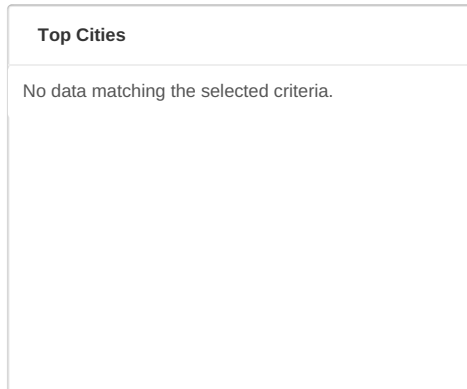 Top Cities
No data matching the selected criteria.